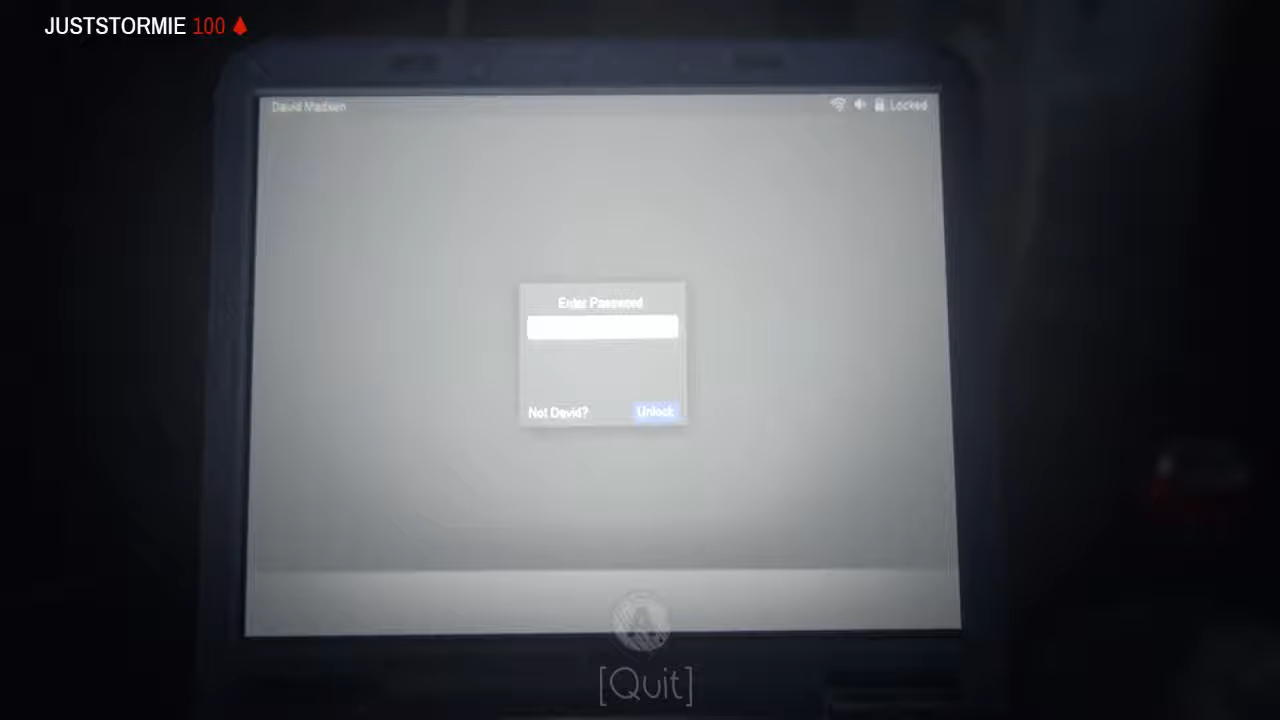 JUSTSTORMIE 100
David Madsen
Locked
Enter Password
Not David?
Unlock
A
[Quit]